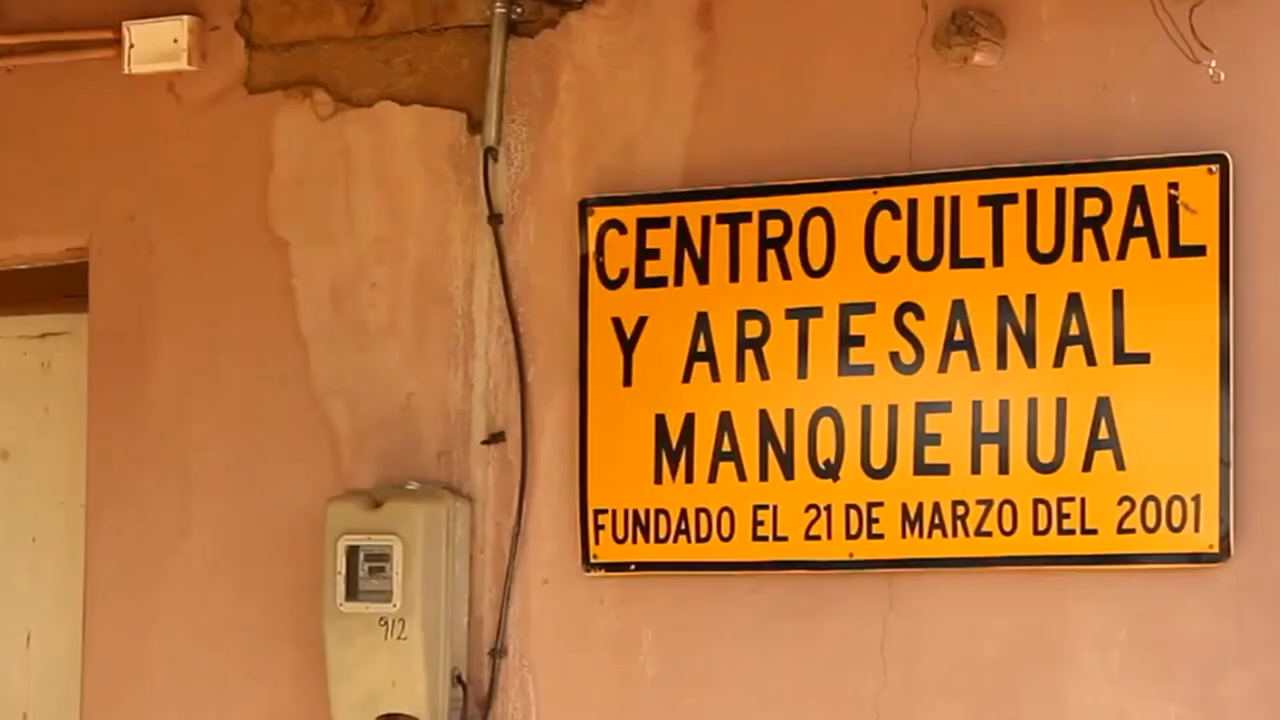 CENTRO CULTURAL
Y ARTESANAL
MANQUEHUA
FUNDADO EL 21 DE MARZO DEL 2001
912